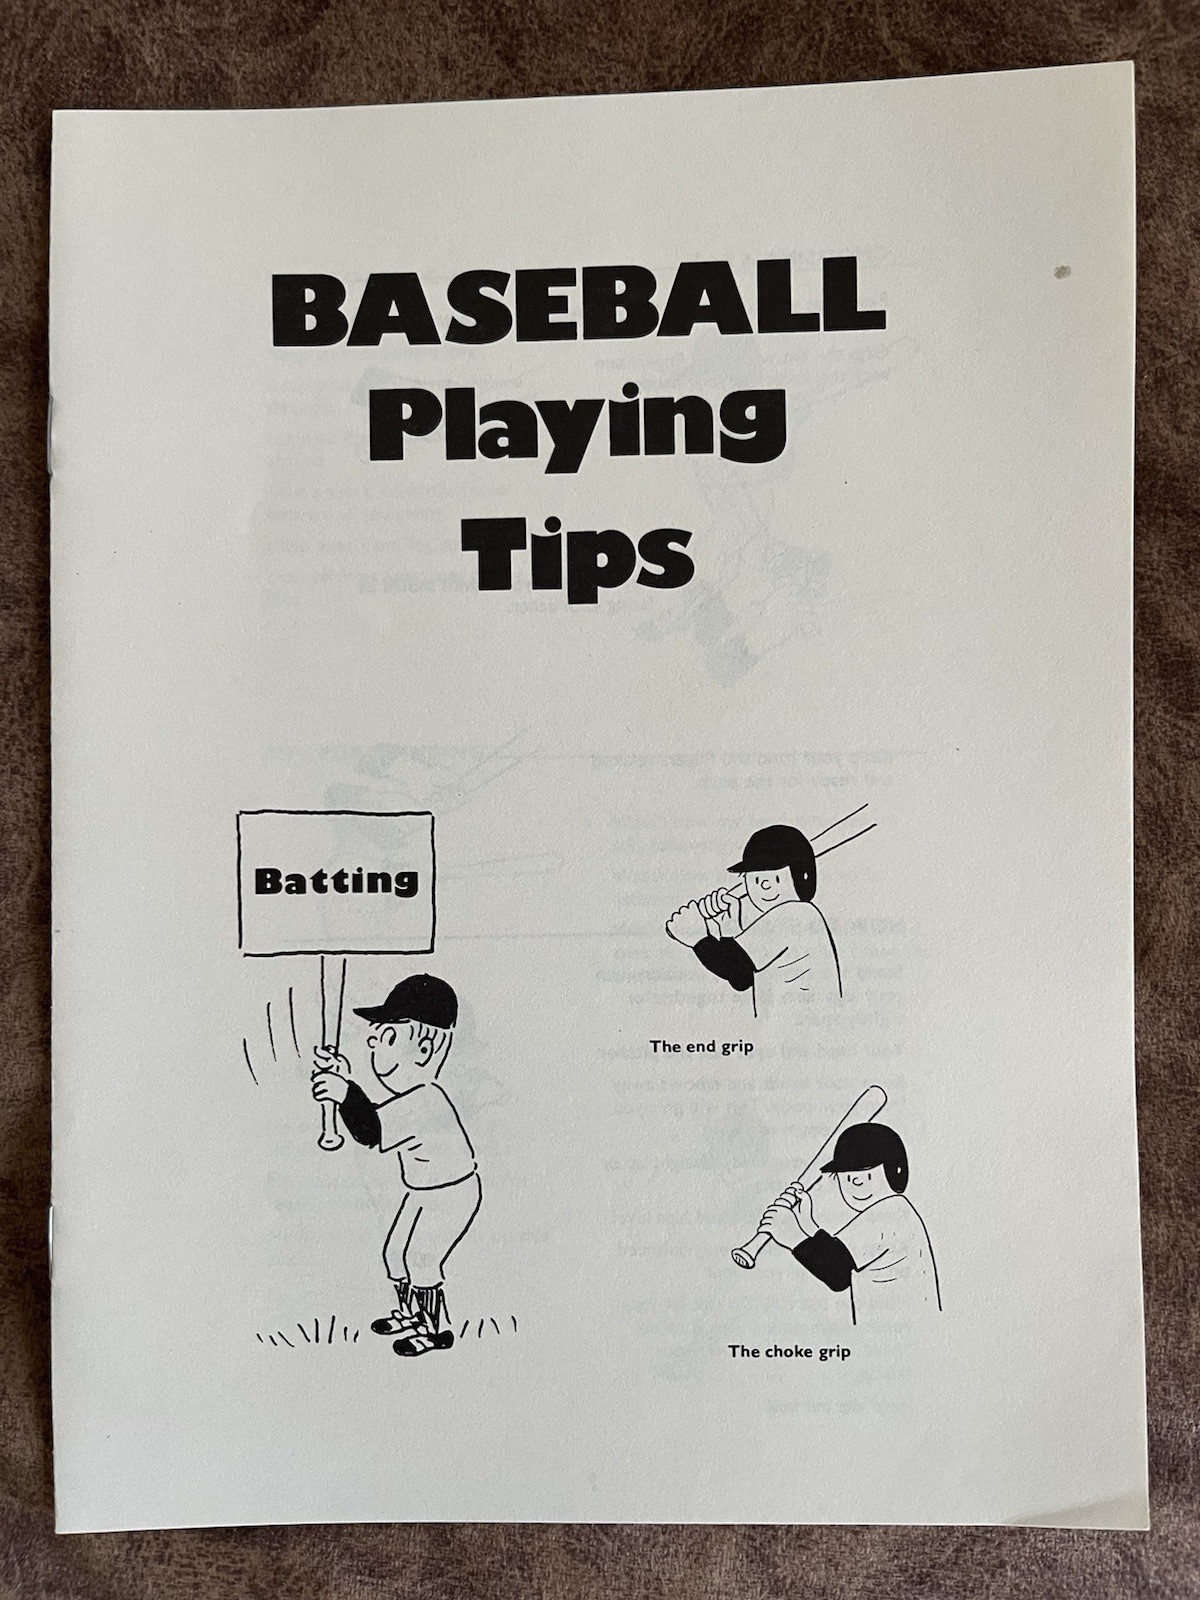 BASEBALL
Playing
Tips
Batting
The end grip
The choke grip